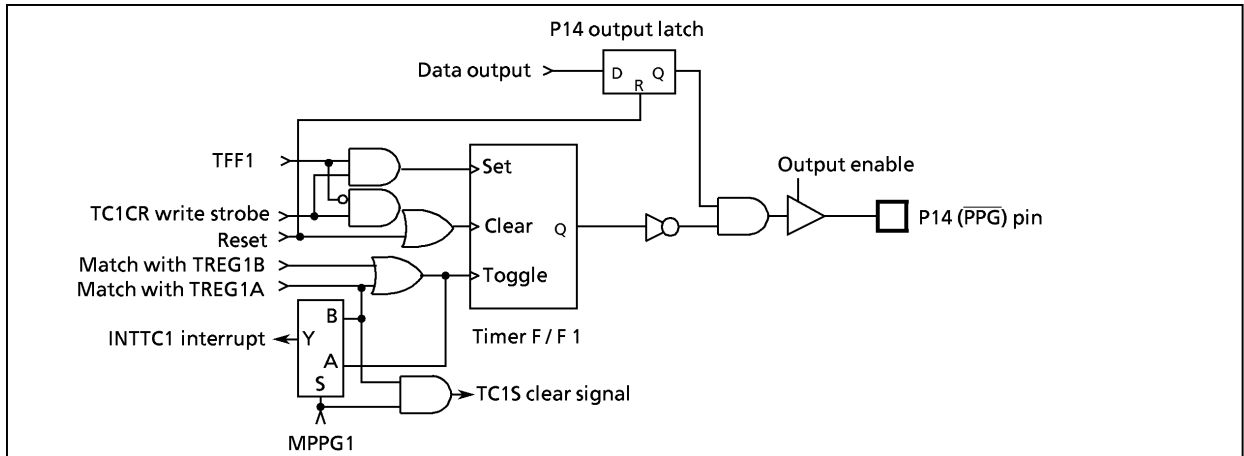 P14 output latch
Data output
D Q
R
TFF1
Set
Output enable
TC1CR write strobe
Clear Q
P14 (PPG) pin
Reset
Match with TREG1B
Toggle
Match with TREG1A
B
INTTC1 interrupt
Y
Timer F / F 1
A
S
TC1S clear signal
MPPG1